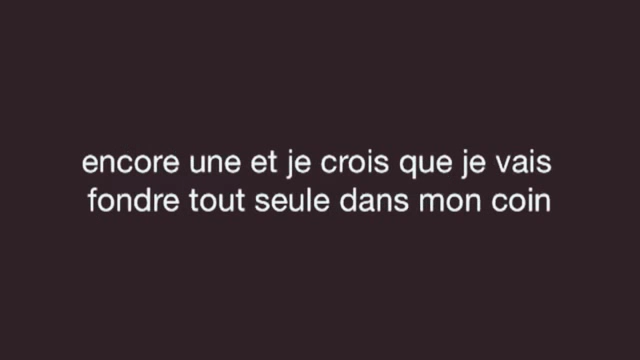 encore une et je crois que je vais
fondre tout seule dans mon coin